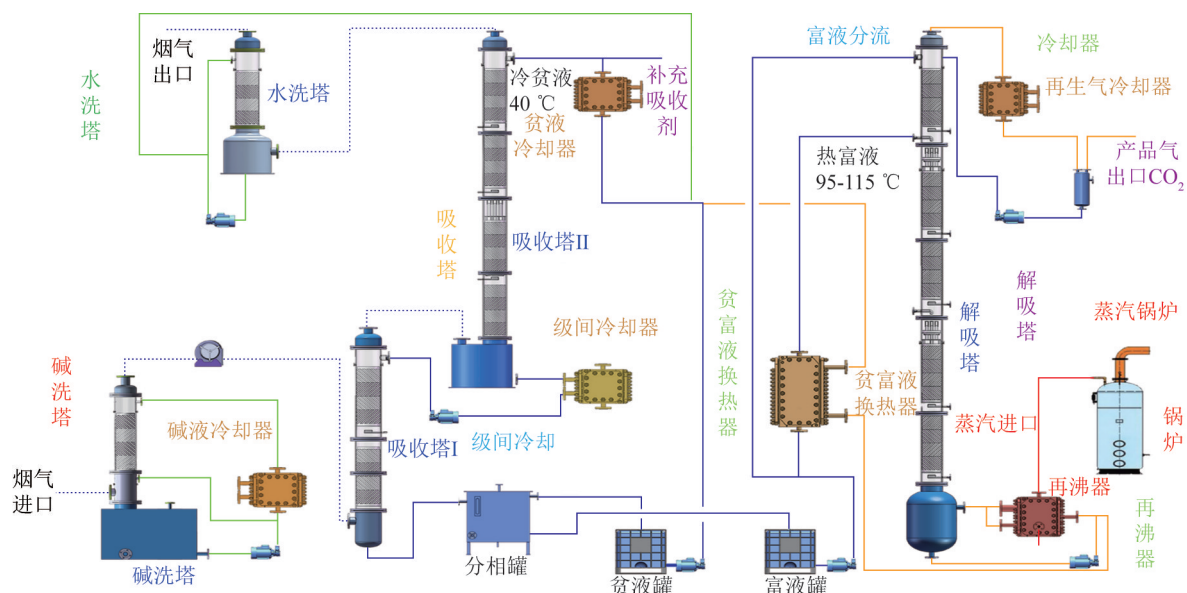 烟气
出口
水洗塔
水洗塔
冷贫液
40 ℃
贫液
冷却器
补充
吸收
剂
富液分流
冷却器
再生气冷却器
热富液
95-115 ℃
产品气
出口CO₂
吸收塔
吸收塔II
级间冷却器
贫富液换热器
解吸塔
解吸塔
蒸汽锅炉
碱洗塔
碱液冷却器
吸收塔I
级间冷却
贫富液
换热器
蒸汽进口
锅炉
烟气
进口
再沸器
再沸器
碱洗塔
分相罐
贫液罐
富液罐